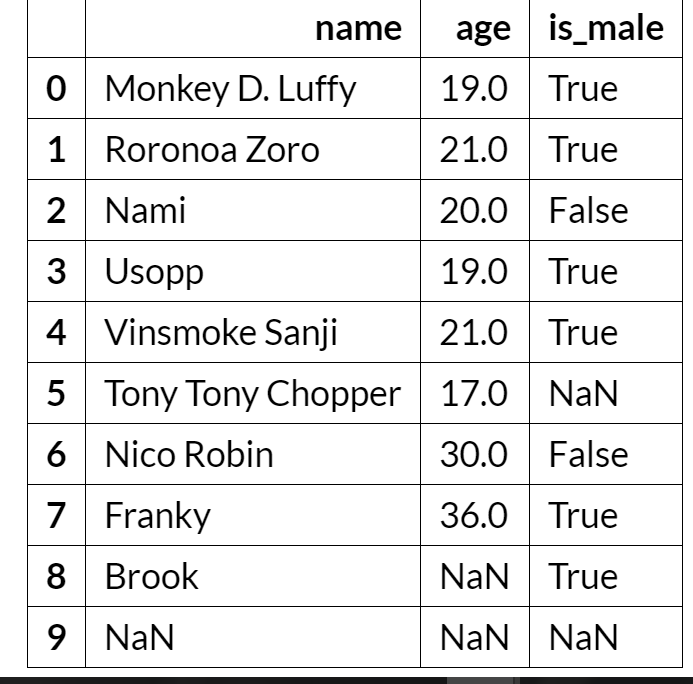 name age is_male
0 Monkey D. Luffy 19.0 True
1 Roronoa Zoro 21.0 True
2 Nami 20.0 False
3 Usopp 19.0 True
4 Vinsmoke Sanji 21.0 True
5 Tony Tony Chopper 17.0 NaN
6 Nico Robin 30.0 False
7 Franky 36.0 True
8 Brook NaN True
9 NaN NaN NaN